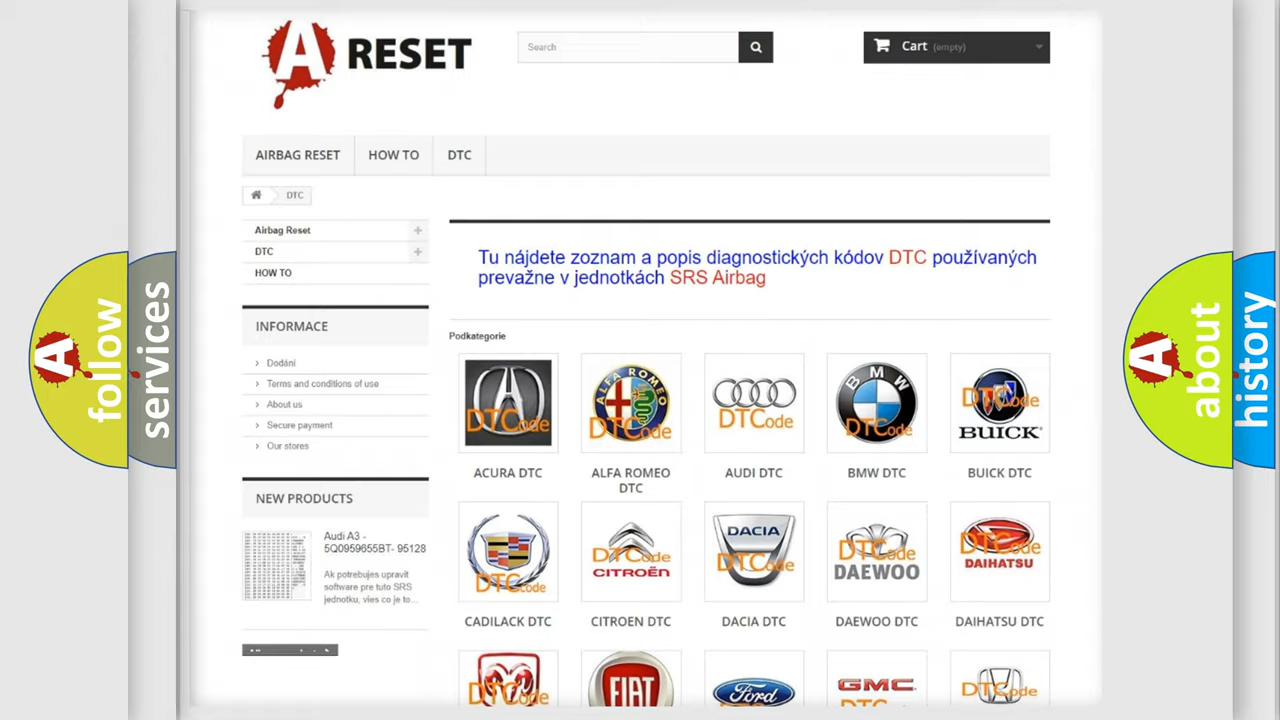 A RESET
Search
Cart (empty)
AIRBAG RESET
HOW TO
DTC
DTC
Airbag Reset
DTC
HOW TO
INFORMACE
Dodání
Terms and conditions of use
About us
Secure payment
Our stores
NEW PRODUCTS
Audi A3 -
5Q0959655BT- 95128
Ak potrebujes upravit
software pre tuto SRS
jednotku, vies co je to...
Tu nájdete zoznam a popis diagnostických kódov DTC používaných
prevažne v jednotkách SRS Airbag
Podkategorie
DTCode
ALFA ROMEO
DTCode
DTCode
BMW
DTCode
DTCode
BUICK
ACURA DTC
ALFA ROMEO
DTC
AUDI DTC
BMW DTC
BUICK DTC
DTCode
DTCode
CITROËN
DACIA
DTCode
DTCode
DAEWOO
DTCode
DAIHATSU
CADILACK DTC
CITROEN DTC
DACIA DTC
DAEWOO DTC
DAIHATSU DTC
DTCode
FIAT
Ford
GMC
DTCode
A
follow
services
A
about
history